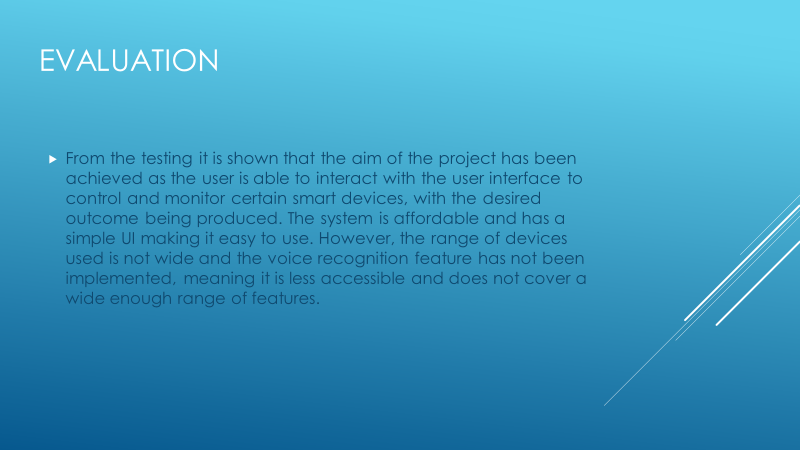 EVALUATION
From the testing it is shown that the aim of the project has been
achieved as the user is able to interact with the user interface to
control and monitor certain smart devices, with the desired
outcome being produced. The system is affordable and has a
simple UI making it easy to use. However, the range of devices
used is not wide and the voice recognition feature has not been
implemented, meaning it is less accessible and does not cover a
wide enough range of features.